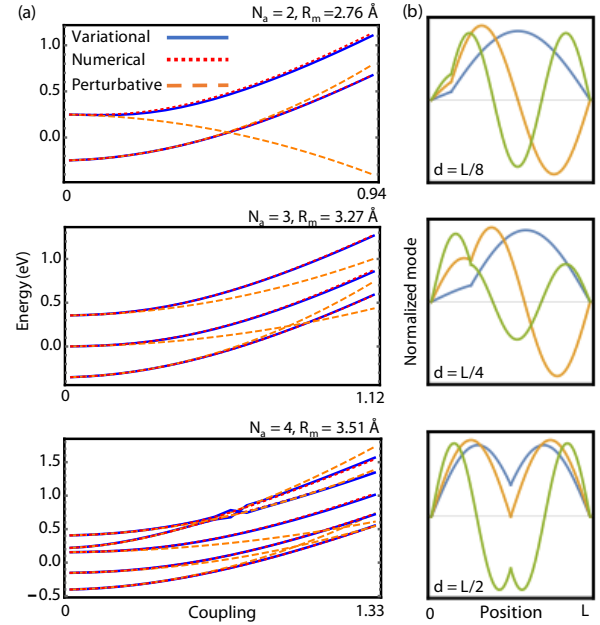 (a)
N_a = 2, R_m=2.76 Å
Variational
Numerical
Perturbative
1.0
0.5
0.0
0
0.94
N_a = 3, R_m=3.27 Å
Energy (eV)
1.0
0.5
0.0
0
1.12
N_a = 4, R_m=3.51 Å
1.5
1.0
0.5
0.0
−0.5
0
Coupling
1.33
(b)
d = L/8
Normalized mode
d = L/4
d = L/2
0
Position
L